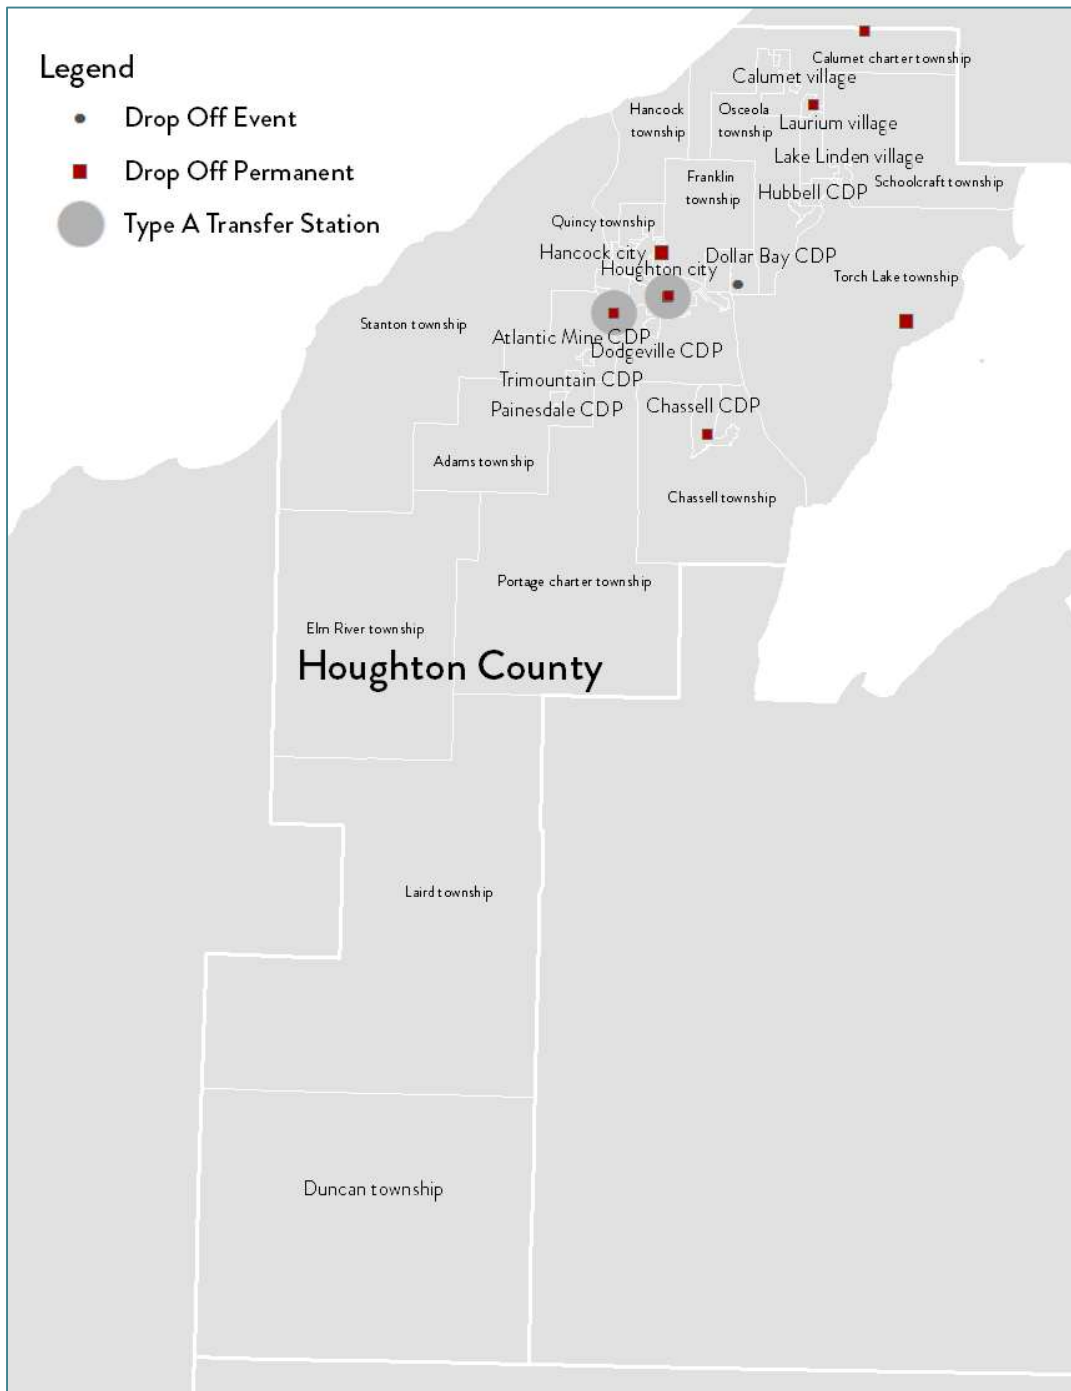 Legend
Drop Off Event
Drop Off Permanent
Type A Transfer Station
Calumet charter township
Calumet village
Hancock
township
Osceola
township
Laurium village
Lake Linden village
Franklin
township
Schoolcraft township
Hubbell CDP
Quincy township
Hancock city
Dollar Bay CDP
Houghton city
Torch Lake township
Stanton township
Atlantic Mine CDP
Dodgeville CDP
Trimountain CDP
Painesdale CDP
Chassell CDP
Adams township
Chassell township
Portage charter township
Elm River township
Houghton County
Laird township
Duncan township